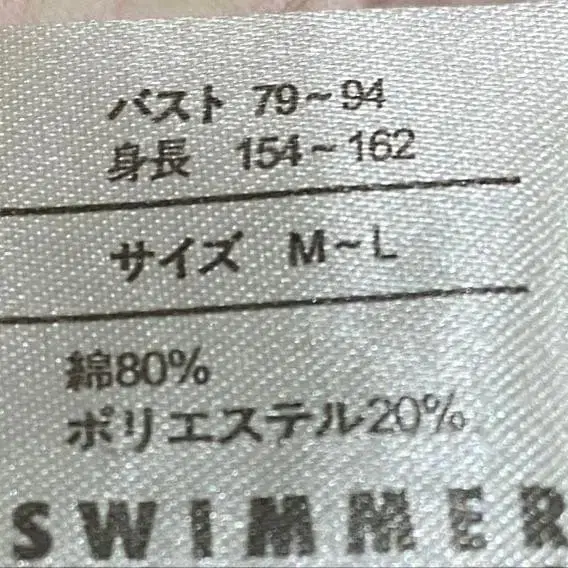 バスト 79～94
身長 154～162
サイズ M～L
綿80%
ポリエステル20%
SWIMMER